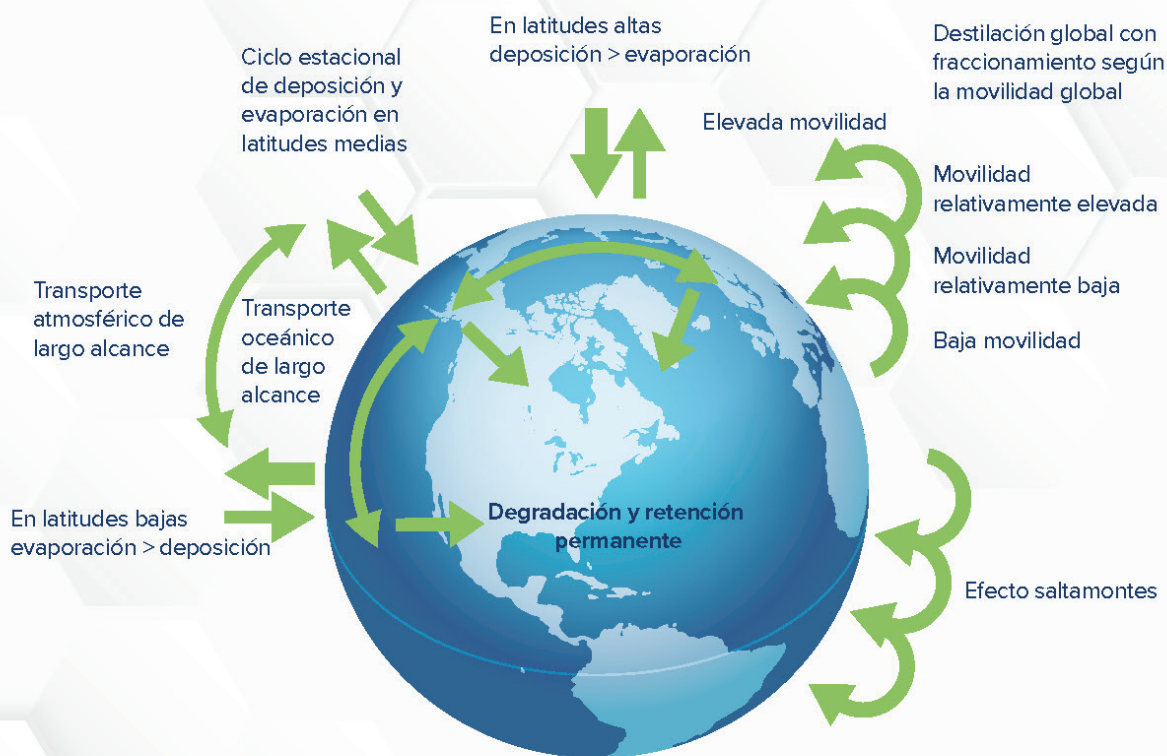 En latitudes altas
deposición > evaporación
Destilación global con
fraccionamiento según
la movilidad global
Ciclo estacional
de deposición y
evaporación en
latitudes medias
Elevada movilidad
Movilidad
relativamente elevada
Movilidad
relativamente baja
Baja movilidad
Transporte
atmosférico de
largo alcance
Transporte
oceánico
de largo
alcance
En latitudes bajas
evaporación > deposición
Degradación y retención
permanente
Efecto saltamontes